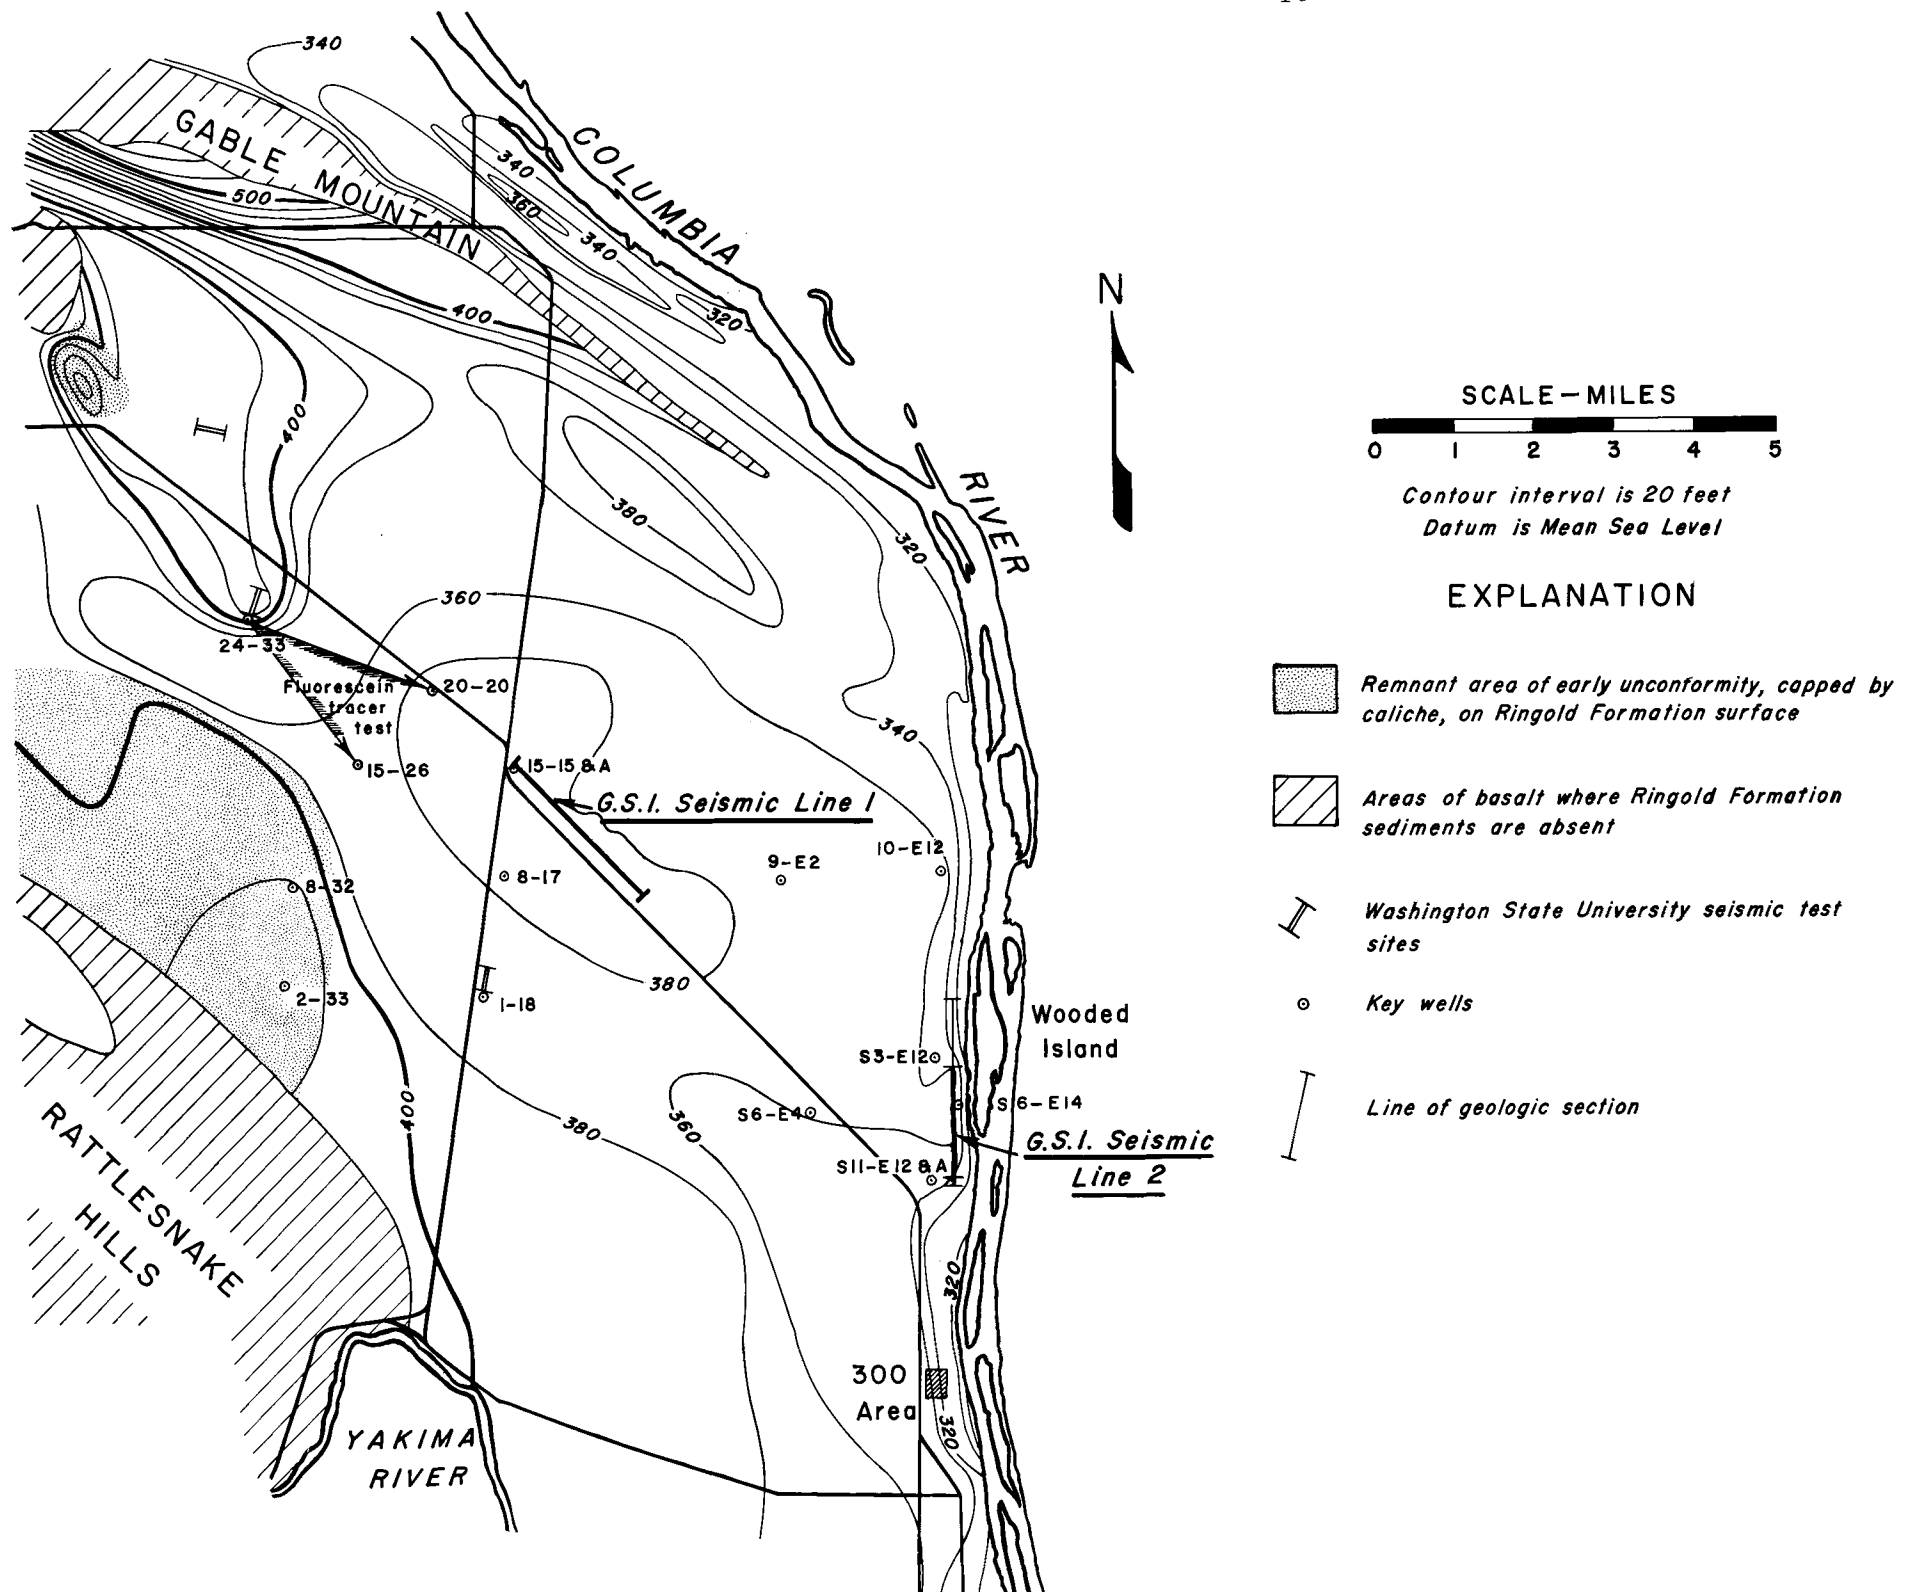 340
GABLE MOUNTAIN
500
400
COLUMBIA
RIVER
340
360
340
320
400
380
320
360
340
24-33
20-20
Fluorescein
tracer
test
15-26
15-15 & A
G.S.I. Seismic Line 1
10-E12
9-E2
8-17
8-32
2-33
1-18
380
Wooded
Island
S3-E12
S6-E4
S6-E14
360
380
400
G.S.I. Seismic
Line 2
S11-E12 & A
RATTLESNAKE
HILLS
320
300
Area
320
YAKIMA
RIVER
N
SCALE-MILES
0 1 2 3 4 5
Contour interval is 20 feet
Datum is Mean Sea Level
EXPLANATION
Remnant area of early unconformity, capped by
caliche, on Ringold Formation surface
Areas of basalt where Ringold Formation
sediments are absent
Washington State University seismic test
sites
Key wells
Line of geologic section